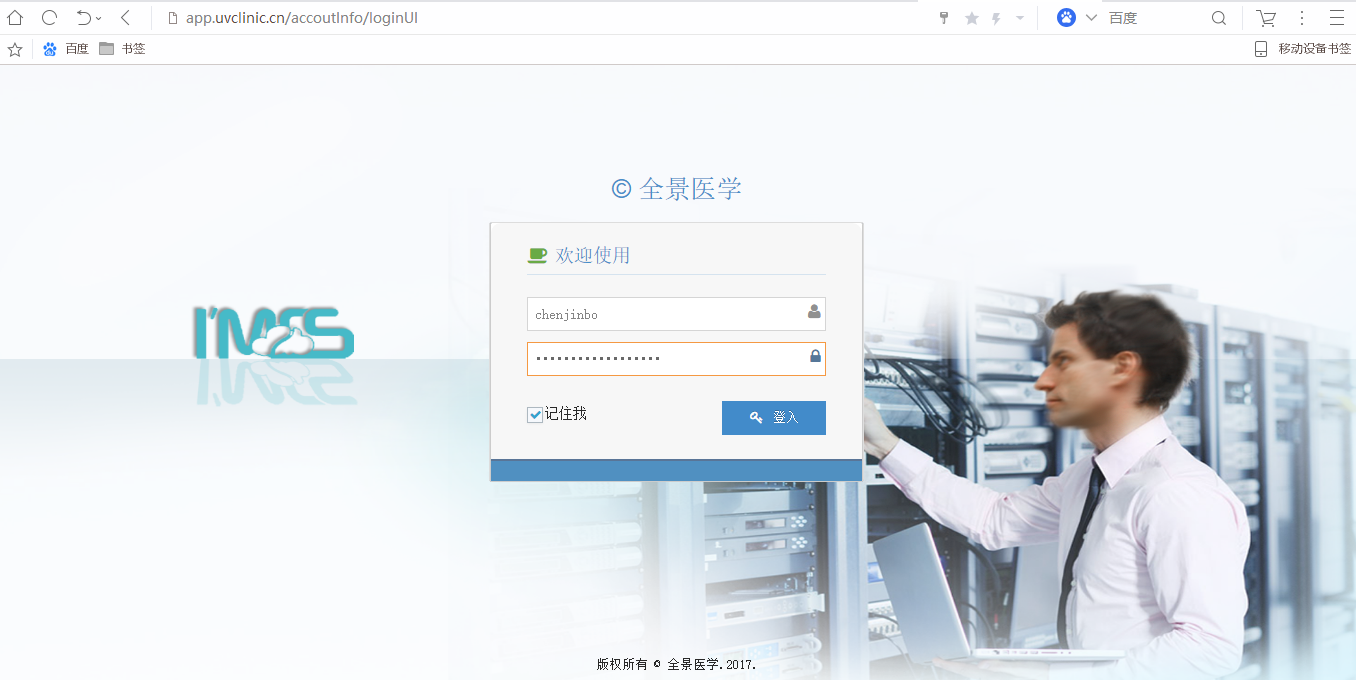 app.uvclinic.cn/accoutInfo/loginUI
百度
百度 书签
移动设备书签
© 全景医学
欢迎使用
chenjinbo
••••••••••••••••••
记住我
登入
I'MCS
版权所有 © 全景医学.2017.